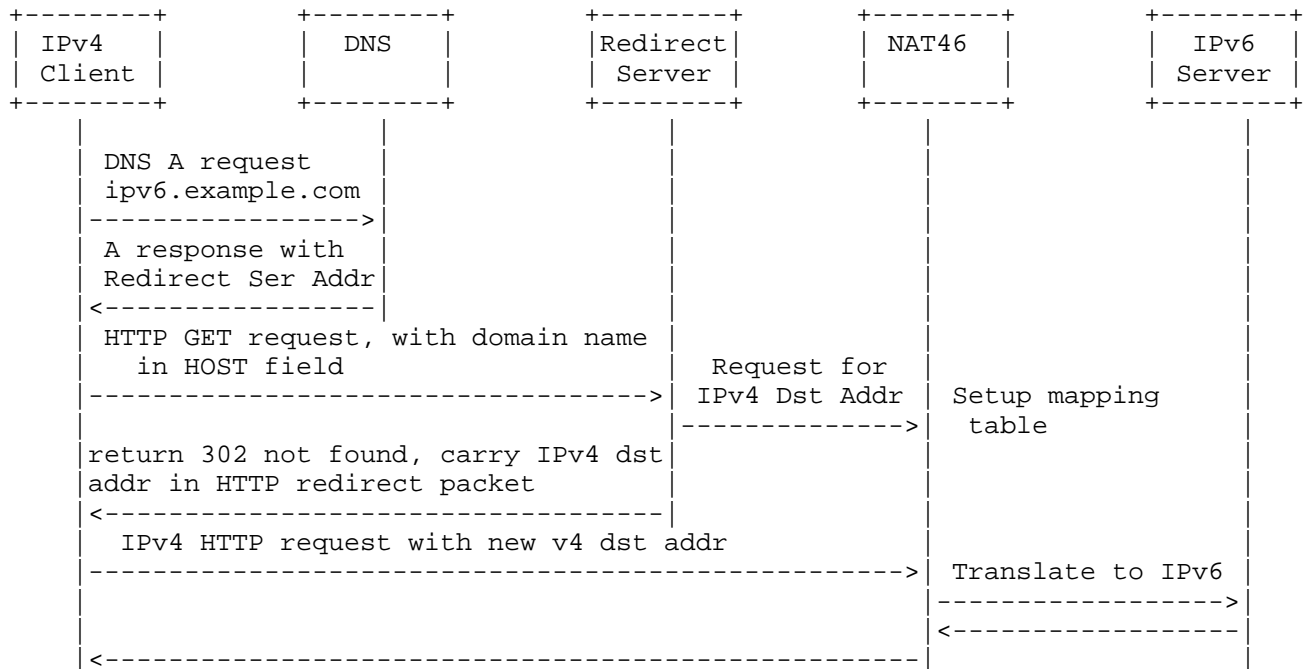 IPv4 Client
DNS
Redirect Server
NAT46
IPv6 Server
DNS A request
ipv6.example.com
A response with
Redirect Ser Addr
HTTP GET request, with domain name
in HOST field
Request for
IPv4 Dst Addr
Setup mapping
table
return 302 not found, carry IPv4 dst
addr in HTTP redirect packet
IPv4 HTTP request with new v4 dst addr
Translate to IPv6